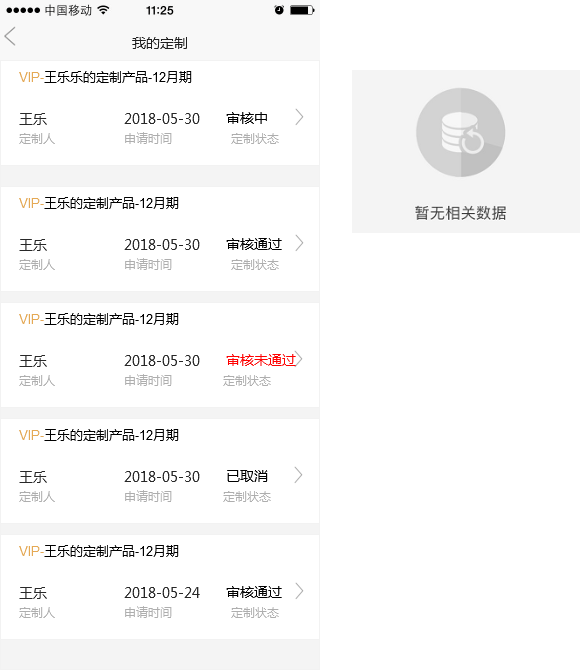 中国移动 11:25
我的定制
VIP-王乐乐的定制产品-12月期
王乐 2018-05-30 审核中
定制人 申请时间 定制状态
VIP-王乐的定制产品-12月期
王乐 2018-05-30 审核通过
定制人 申请时间 定制状态
VIP-王乐的定制产品-12月期
王乐 2018-05-30 审核未通过
定制人 申请时间 定制状态
VIP-王乐的定制产品-12月期
王乐 2018-05-30 已取消
定制人 申请时间 定制状态
VIP-王乐的定制产品-12月期
王乐 2018-05-24 审核通过
定制人 申请时间 定制状态
暂无相关数据